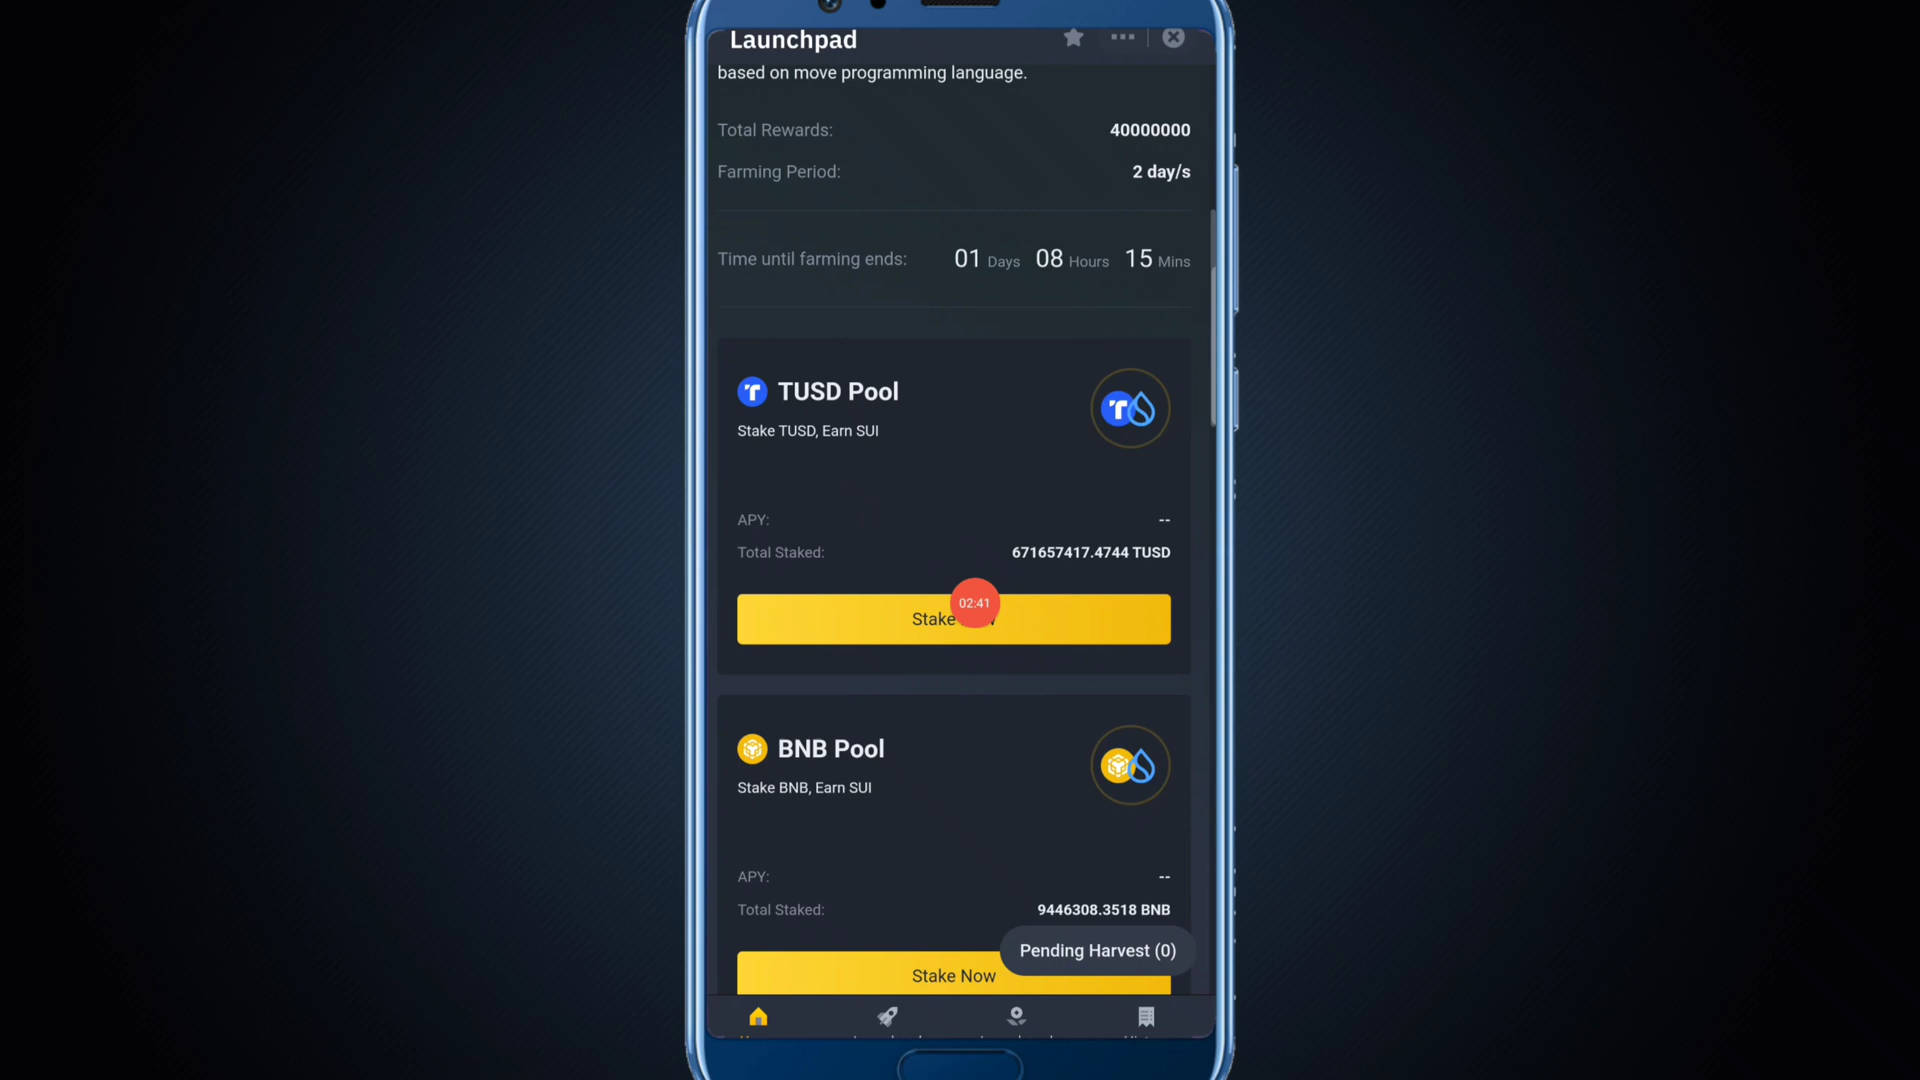 Launchpad
based on move programming language.
Total Rewards: 40000000
Farming Period: 2 day/s
Time until farming ends: 01 Days 08 Hours 15 Mins
TUSD Pool
Stake TUSD, Earn SUI
APY: --
Total Staked: 671657417.4744 TUSD
Stake
02:41
BNB Pool
Stake BNB, Earn SUI
APY: --
Total Staked: 9446308.3518 BNB
Pending Harvest (0)
Stake Now